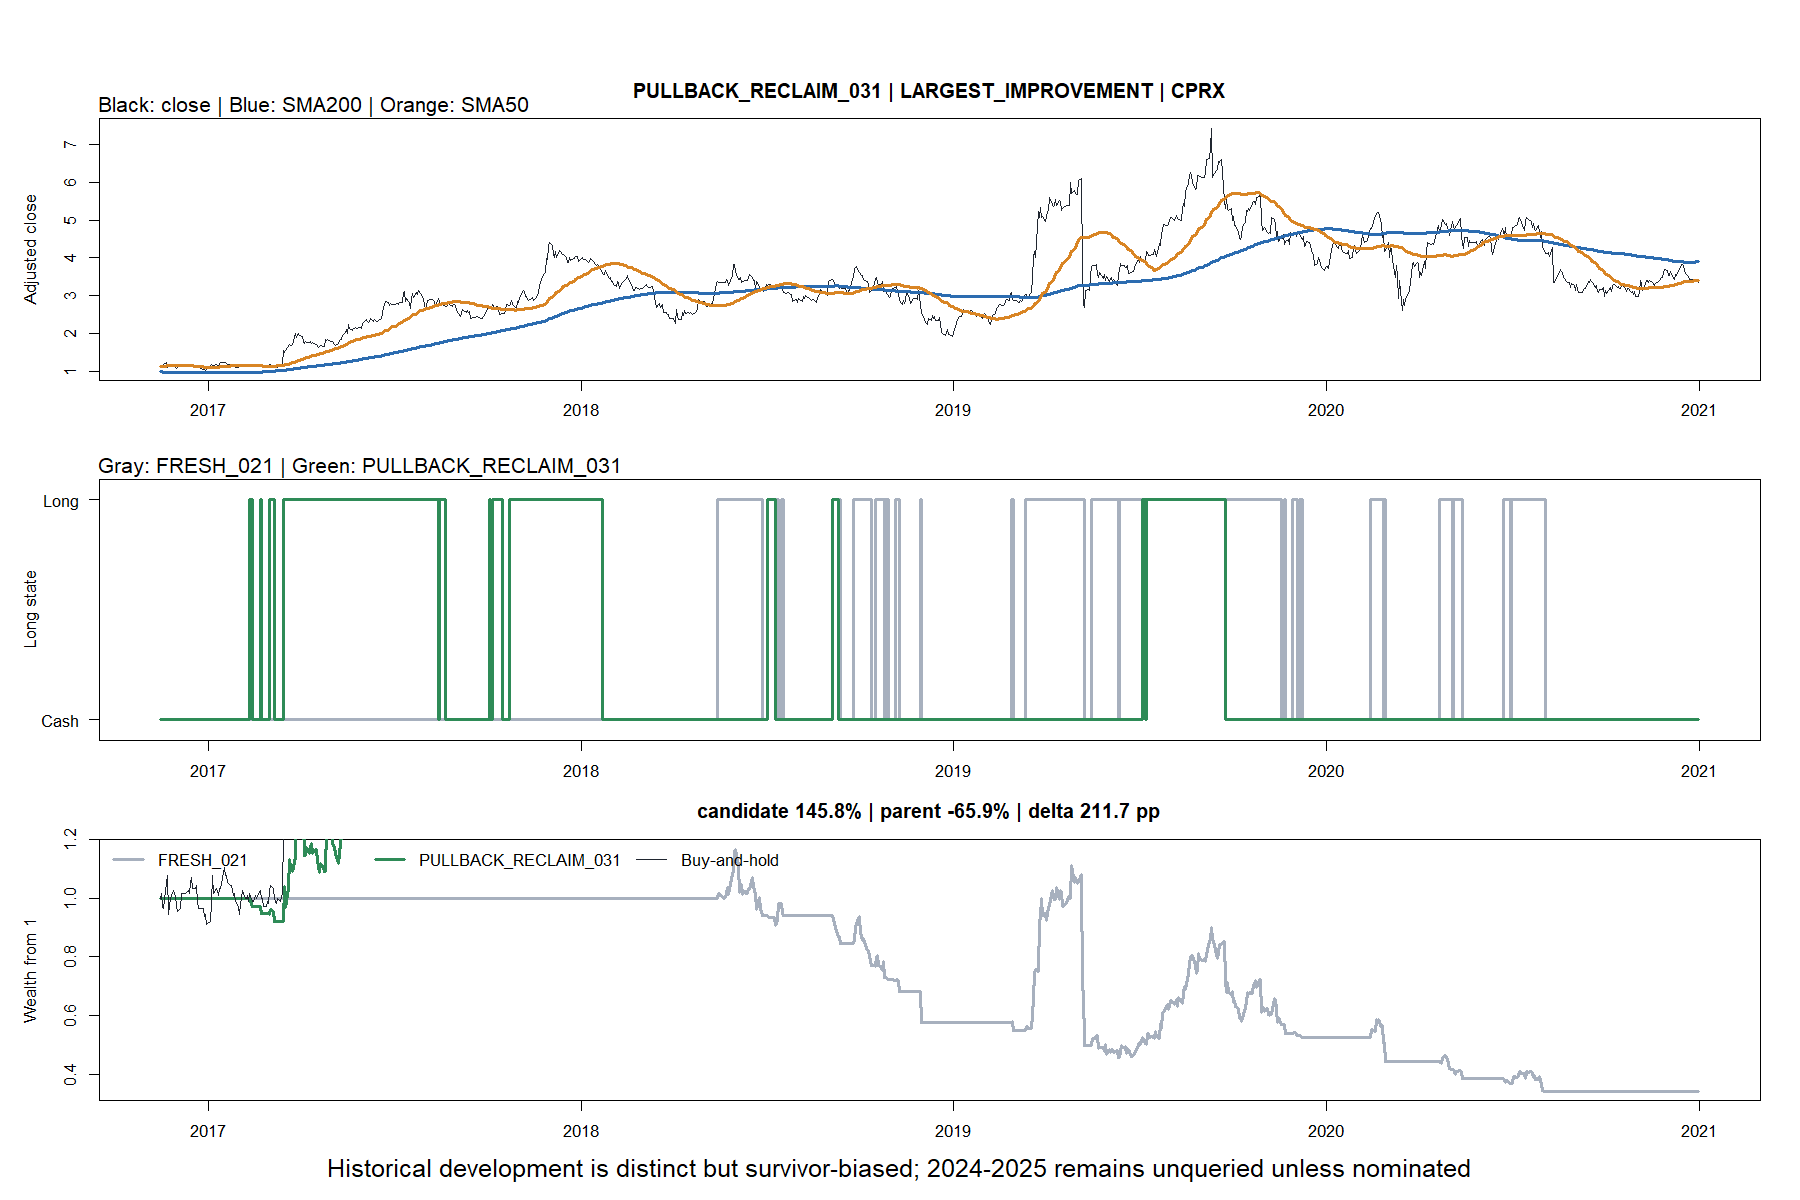 PULLBACK_RECLAIM_031 | LARGEST_IMPROVEMENT | CPRX
Black: close | Blue: SMA200 | Orange: SMA50
Adjusted close
7
6
5
4
3
2
1
2017 2018 2019 2020 2021
Gray: FRESH_021 | Green: PULLBACK_RECLAIM_031
Long state
Long
Cash
2017 2018 2019 2020 2021
candidate 145.8% | parent -65.9% | delta 211.7 pp
Wealth from 1
1.2
1.0
0.8
0.6
0.4
FRESH_021 PULLBACK_RECLAIM_031 Buy-and-hold
2017 2018 2019 2020 2021
Historical development is distinct but survivor-biased; 2024-2025 remains unqueried unless nominated